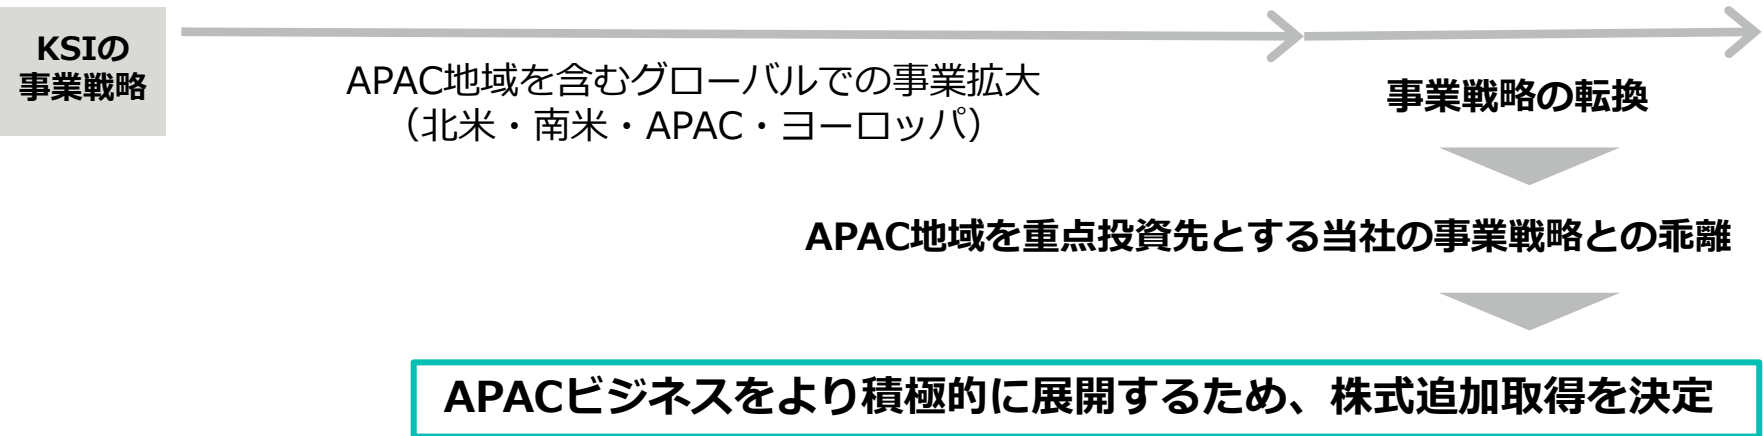 KSIの
事業戦略
APAC地域を含むグローバルでの事業拡大
（北米・南米・APAC・ヨーロッパ）
事業戦略の転換
APAC地域を重点投資先とする当社の事業戦略との乖離
APACビジネスをより積極的に展開するため、株式追加取得を決定